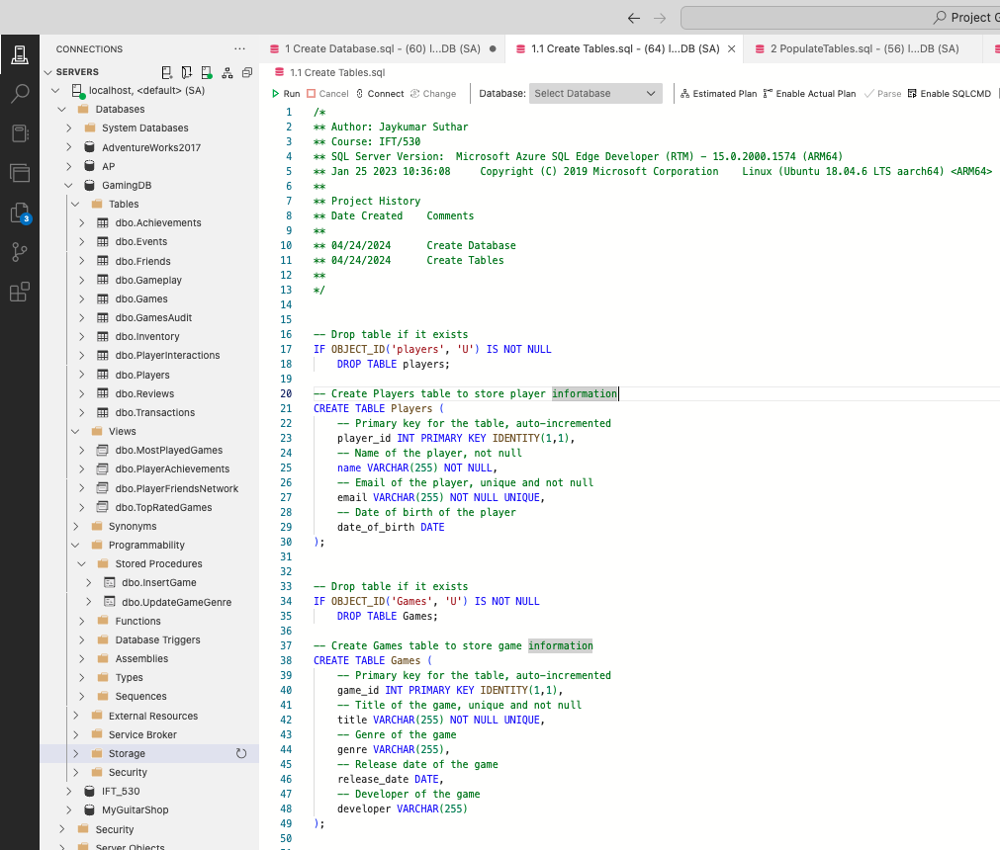 Project G
CONNECTIONS
SERVERS
localhost, <default> (SA)
Databases
System Databases
AdventureWorks2017
AP
GamingDB
Tables
dbo.Achievements
dbo.Events
dbo.Friends
dbo.Gameplay
dbo.Games
dbo.GamesAudit
dbo.Inventory
dbo.PlayerInteractions
dbo.Players
dbo.Reviews
dbo.Transactions
Views
dbo.MostPlayedGames
dbo.PlayerAchievements
dbo.PlayerFriendsNetwork
dbo.TopRatedGames
Synonyms
Programmability
Stored Procedures
dbo.InsertGame
dbo.UpdateGameGenre
Functions
Database Triggers
Assemblies
Types
Sequences
External Resources
Service Broker
Storage
Security
IFT_530
MyGuitarShop
Security
Server Objects
3
1 Create Database.sql - (60) l...DB (SA) 1.1 Create Tables.sql - (64) l...DB (SA) 2 PopulateTables.sql - (56) l...DB (SA)
1.1 Create Tables.sql
Run Cancel Connect Change Database: Select Database Estimated Plan Enable Actual Plan Parse Enable SQLCMD
1 /*
2 ** Author: Jaykumar Suthar
3 ** Course: IFT/530
4 ** SQL Server Version:  Microsoft Azure SQL Edge Developer (RTM) - 15.0.2000.1574 (ARM64)
5 ** Jan 25 2023 10:36:08     Copyright (C) 2019 Microsoft Corporation    Linux (Ubuntu 18.04.6 LTS aarch64) <ARM64>
6 **
7 ** Project History
8 ** Date Created    Comments
9 **
10 ** 04/24/2024      Create Database
11 ** 04/24/2024      Create Tables
12 **
13 */
14
15
16 -- Drop table if it exists
17 IF OBJECT_ID('players', 'U') IS NOT NULL
18     DROP TABLE players;
19
20 -- Create Players table to store player information
21 CREATE TABLE Players (
22     -- Primary key for the table, auto-incremented
23     player_id INT PRIMARY KEY IDENTITY(1,1),
24     -- Name of the player, not null
25     name VARCHAR(255) NOT NULL,
26     -- Email of the player, unique and not null
27     email VARCHAR(255) NOT NULL UNIQUE,
28     -- Date of birth of the player
29     date_of_birth DATE
30 );
31
32
33 -- Drop table if it exists
34 IF OBJECT_ID('Games', 'U') IS NOT NULL
35     DROP TABLE Games;
36
37 -- Create Games table to store game information
38 CREATE TABLE Games (
39     -- Primary key for the table, auto-incremented
40     game_id INT PRIMARY KEY IDENTITY(1,1),
41     -- Title of the game, unique and not null
42     title VARCHAR(255) NOT NULL UNIQUE,
43     -- Genre of the game
44     genre VARCHAR(255),
45     -- Release date of the game
46     release_date DATE,
47     -- Developer of the game
48     developer VARCHAR(255)
49 );
50